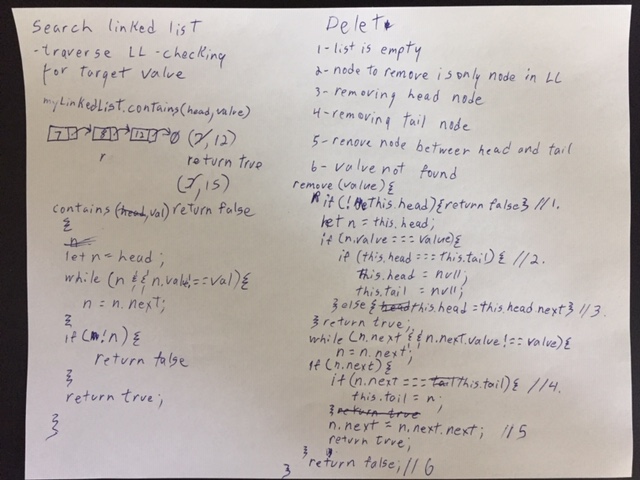 Search linked list
-traverse LL -checking
for target value
myLinkedList.contains(head,value)
7 → 8 → 12 → 0 (7,12)
return true
(7,15)
r
return false
contains(head,val)
{
n
let n = head;
while (n && n.val !== val){
n = n.next;
}
if (!n){
return false
}
return true;
}
Delete
1- list is empty
2- node to remove is only node in LL
3- removing head node
4- removing tail node
5- remove node between head and tail
6- value not found
remove(value){
if (!this.head){return false} //1.
let n = this.head;
if (n.value === value){
if (this.head === this.tail){ //2.
this.head = null;
this.tail = null;
} else{ head this.head = this.head.next} //3.
return true;
}
while (n.next && n.next.value !== value){
n = n.next;
}
if (n.next){
if (n.next === tail this.tail){ //4.
this.tail = n;
return true
}
n.next = n.next.next; //5
return true;
}
return false; //6
}